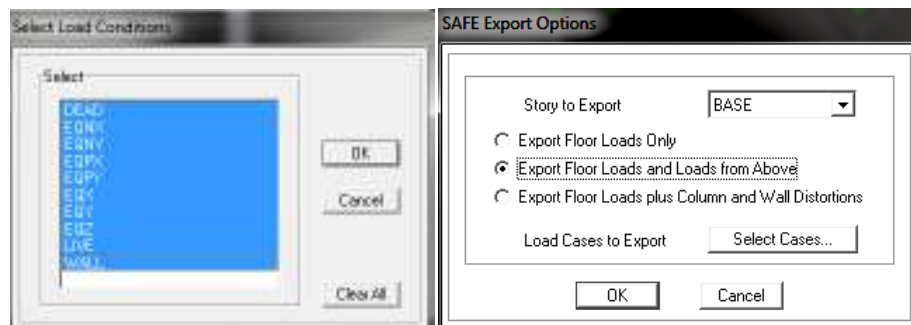 Select Load Conditions
Select
DEAD
EQNX
EQNY
EQPX
EQPY
EQX
EQY
EQZ
LIVE
WALL
OK
Cancel
Clear All
SAFE Export Options
Story to Export BASE
Export Floor Loads Only
Export Floor Loads and Loads from Above
Export Floor Loads plus Column and Wall Distortions
Load Cases to Export Select Cases...
OK Cancel